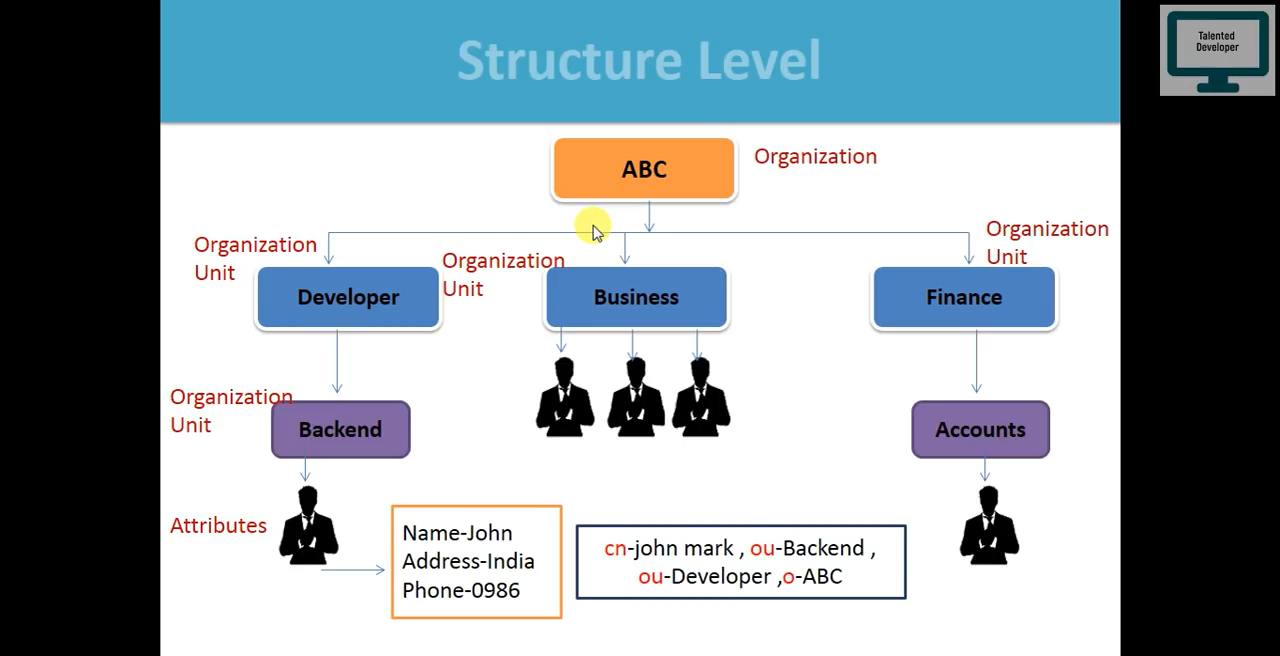 Talented
Developer
Structure Level
ABC
Organization
Organization
Unit
Organization
Unit
Organization
Unit
Developer
Business
Finance
Organization
Unit
Backend
Accounts
Attributes
Name-John
Address-India
Phone-0986
cn-john mark , ou-Backend ,
ou-Developer ,o-ABC